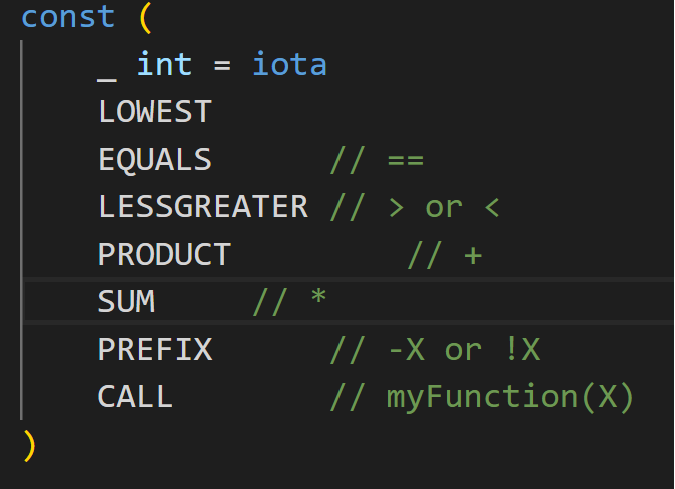 const (
    _ int = iota
    LOWEST
    EQUALS      // ==
    LESSGREATER // > or <
    PRODUCT         // +
    SUM     // *
    PREFIX      // -X or !X
    CALL        // myFunction(X)
)